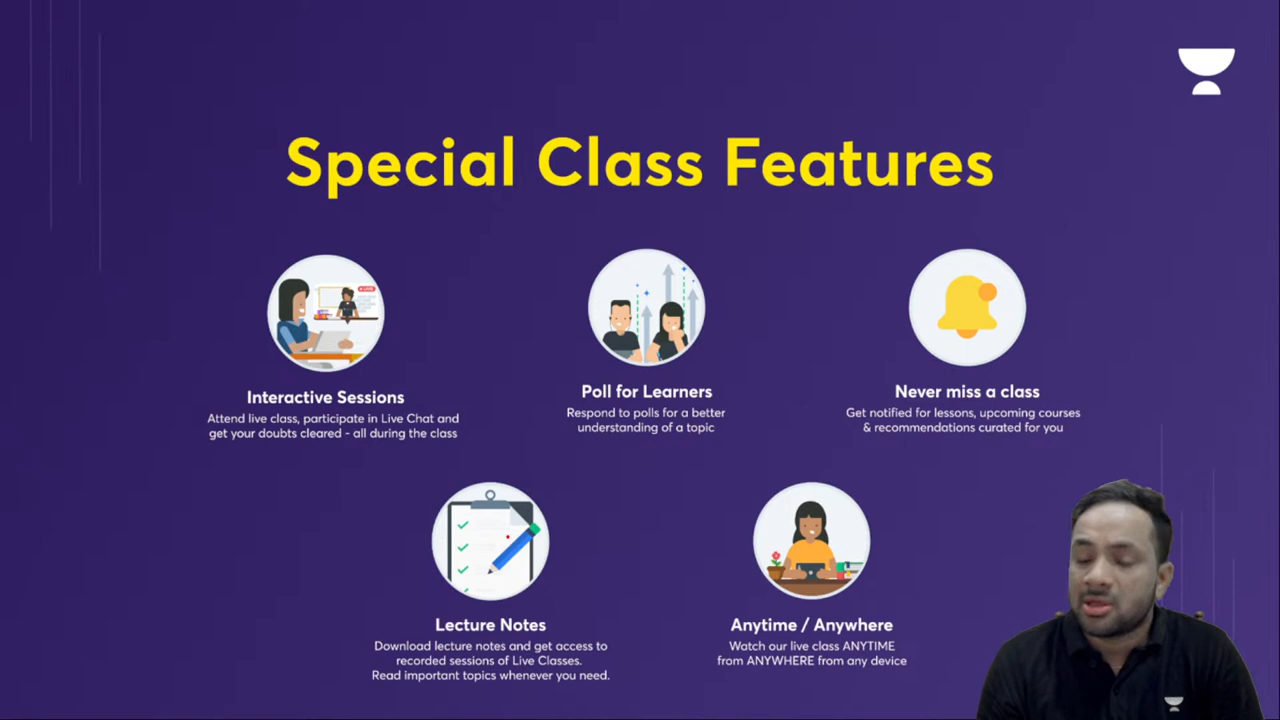 Special Class Features
LIVE
Interactive Sessions
Attend live class, participate in Live Chat and
get your doubts cleared - all during the class
Poll for Learners
Respond to polls for a better
understanding of a topic
Never miss a class
Get notified for lessons, upcoming courses
& recommendations curated for you
Lecture Notes
Download lecture notes and get access to
recorded sessions of Live Classes.
Read important topics whenever you need.
Anytime / Anywhere
Watch our live class ANYTIME
from ANYWHERE from any device